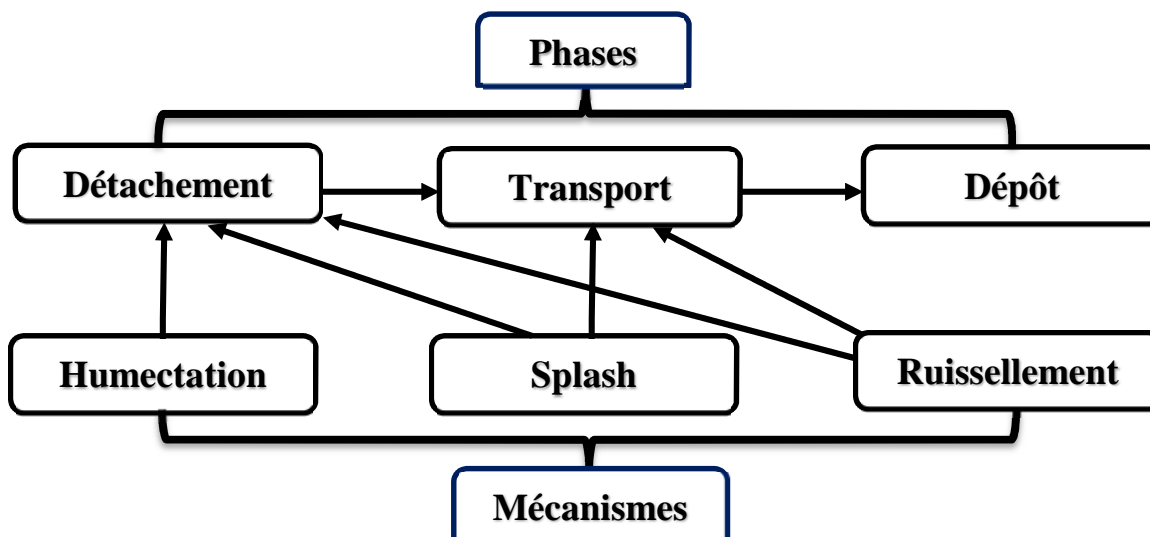 Phases
Détachement
Transport
Dépôt
Humectation
Splash
Ruissellement
Mécanismes